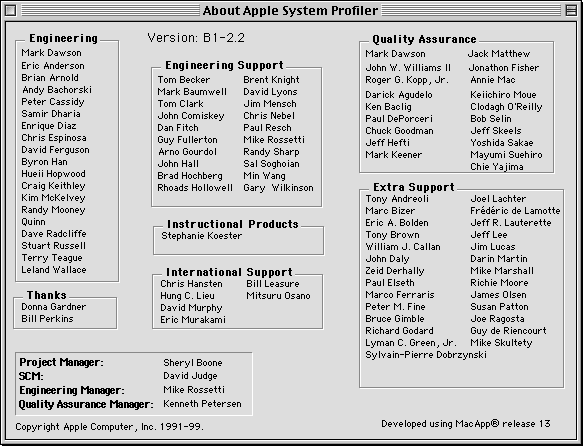 About Apple System Profiler
Version: B1-2.2
Engineering
Mark Dawson
Eric Anderson
Brian Arnold
Andy Bachorski
Peter Cassidy
Samir Dharia
Enrique Diaz
Chris Espinosa
David Ferguson
Byron Han
Hueii Hopwood
Craig Keithley
Kim McKelvey
Randy Mooney
Quinn
Dave Radcliffe
Stuart Russell
Terry Teague
Leland Wallace
Thanks
Donna Gardner
Bill Perkins
Engineering Support
Tom Becker
Mark Baumwell
Tom Clark
John Comiskey
Dan Fitch
Guy Fullerton
Arno Gourdol
John Hall
Brad Hochberg
Rhoads Hollowell
Brent Knight
David Lyons
Jim Mensch
Chris Nebel
Paul Resch
Mike Rossetti
Randy Sharp
Sal Soghoian
Min Wang
Gary Wilkinson
Instructional Products
Stephanie Koester
International Support
Chris Hansten
Hung C. Lieu
David Murphy
Eric Murakami
Bill Leasure
Mitsuru Osano
Quality Assurance
Mark Dawson
John W. Williams II
Roger G. Kopp, Jr.
Darick Agudelo
Ken Baclig
Paul DePorceri
Chuck Goodman
Jeff Hefti
Mark Keener
Jack Matthew
Jonathon Fisher
Annie Mac
Keiichiro Moue
Clodagh O'Reilly
Bob Selin
Jeff Skeels
Yoshida Sakae
Mayumi Suehiro
Chie Yajima
Extra Support
Tony Andreoli
Marc Bizer
Eric A. Bolden
Tony Brown
William J. Callan
John Daly
Zeid Derhally
Paul Elseth
Marco Ferraris
Peter M. Fine
Bruce Gimble
Richard Godard
Lyman C. Green, Jr.
Sylvain-Pierre Dobrzynski
Joel Lachter
Frédéric de Lamotte
Jeff R. Lauterette
Jeff Lee
Jim Lucas
Darin Martin
Mike Marshall
Richie Moore
James Olsen
Susan Patton
Joe Ragosta
Guy de Riencourt
Mike Skultety
Project Manager: Sheryl Boone
SCM: David Judge
Engineering Manager: Mike Rossetti
Quality Assurance Manager: Kenneth Petersen
Copyright Apple Computer, Inc. 1991-99.
Developed using MacApp® release 13